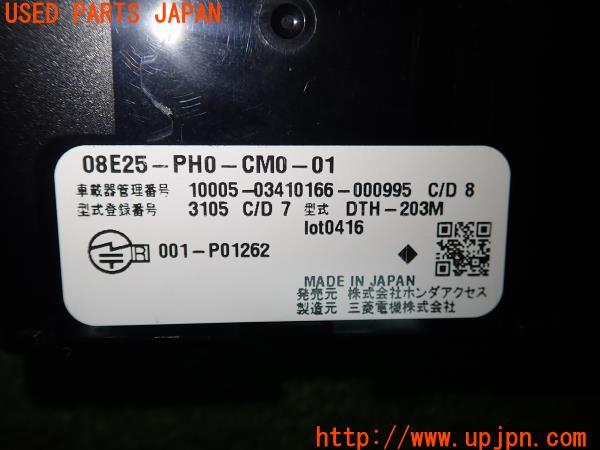 USED PARTS JAPAN
08E25-PH0-CM0-01
車載器管理番号 10005-03410166-000995 C/D 8
型式登録番号 3105 C/D 7 型式 DTH-203M
lot0416
R 001-P01262
MADE IN JAPAN
発売元 株式会社ホンダアクセス
製造元 三菱電機株式会社
http://www.upjpn.com